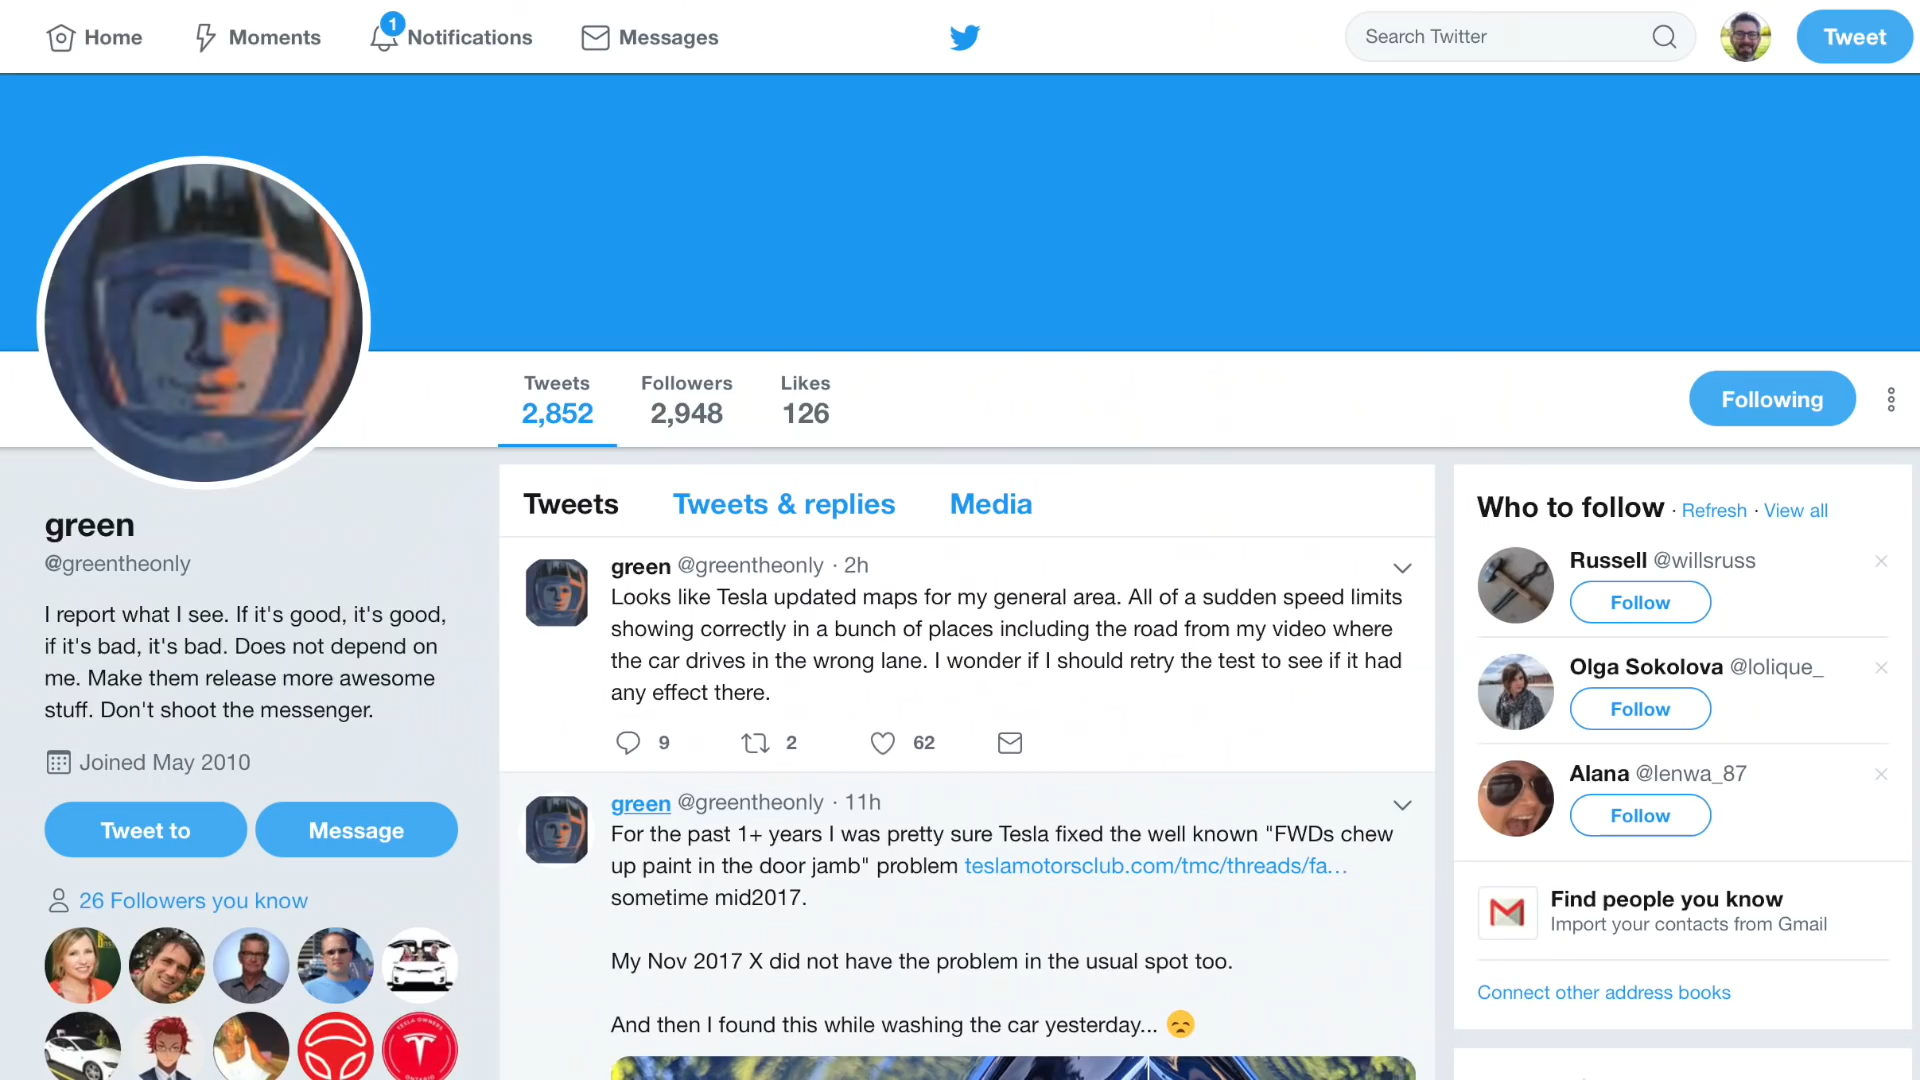 Home
Moments
1
Notifications
Messages
Search Twitter
Tweet
Tweets
2,852
Followers
2,948
Likes
126
Following
green
@greentheonly
I report what I see. If it's good, it's good,
if it's bad, it's bad. Does not depend on
me. Make them release more awesome
stuff. Don't shoot the messenger.
Joined May 2010
Tweet to
Message
26 Followers you know
Tweets
Tweets & replies
Media
green @greentheonly · 2h
Looks like Tesla updated maps for my general area. All of a sudden speed limits
showing correctly in a bunch of places including the road from my video where
the car drives in the wrong lane. I wonder if I should retry the test to see if it had
any effect there.
9
2
62
green @greentheonly · 11h
For the past 1+ years I was pretty sure Tesla fixed the well known "FWDs chew
up paint in the door jamb" problem teslamotorsclub.com/tmc/threads/fa…
sometime mid2017.
My Nov 2017 X did not have the problem in the usual spot too.
And then I found this while washing the car yesterday... 😞
Who to follow · Refresh · View all
Russell @willsruss
Follow
Olga Sokolova @lolique_
Follow
Alana @lenwa_87
Follow
Find people you know
Import your contacts from Gmail
Connect other address books
TESLA OWNERS
ONTARIO